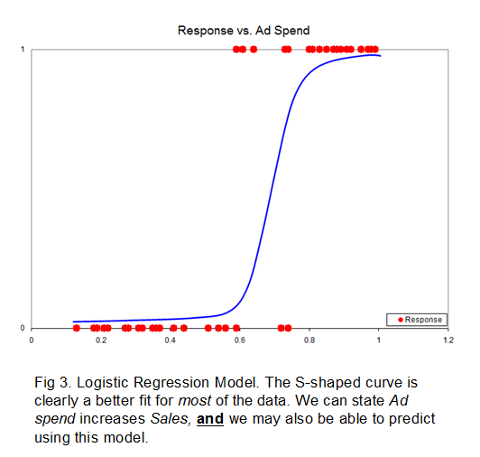 Response vs. Ad Spend
1
Response
0
0 0.2 0.4 0.6 0.8 1 1.2
Fig 3. Logistic Regression Model. The S-shaped curve is
clearly a better fit for most of the data. We can state Ad
spend increases Sales, and we may also be able to predict
using this model.